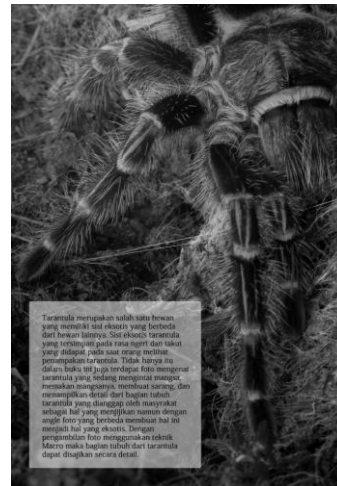 Tarantula merupakan salah satu hewan
yang memiliki sisi eksotis yang berbeda
dari hewan lainnya. Sisi eksotis tarantula
yang tersimpan pada rasa ngeri dan takut
yang didapat pada saat orang melihat
penampakan tarantula. Tidak hanya itu
dalam buku ini juga terdapat foto mengenai
tarantula yang sedang mengintai mangsa,
memakan mangsanya, membuat sarang, dan
menampilkan detail dari bagian tubuh
tarantula yang dianggap oleh masyrakat
sebagai hal yang menjijikan namun dengan
angle foto yang berbeda membuat hal ini
menjadi hal yang eksotis. Dengan
pengambilan foto menggunakan teknik
Macro maka bagian tubuh dari tarantula
dapat disajikan secara detail.